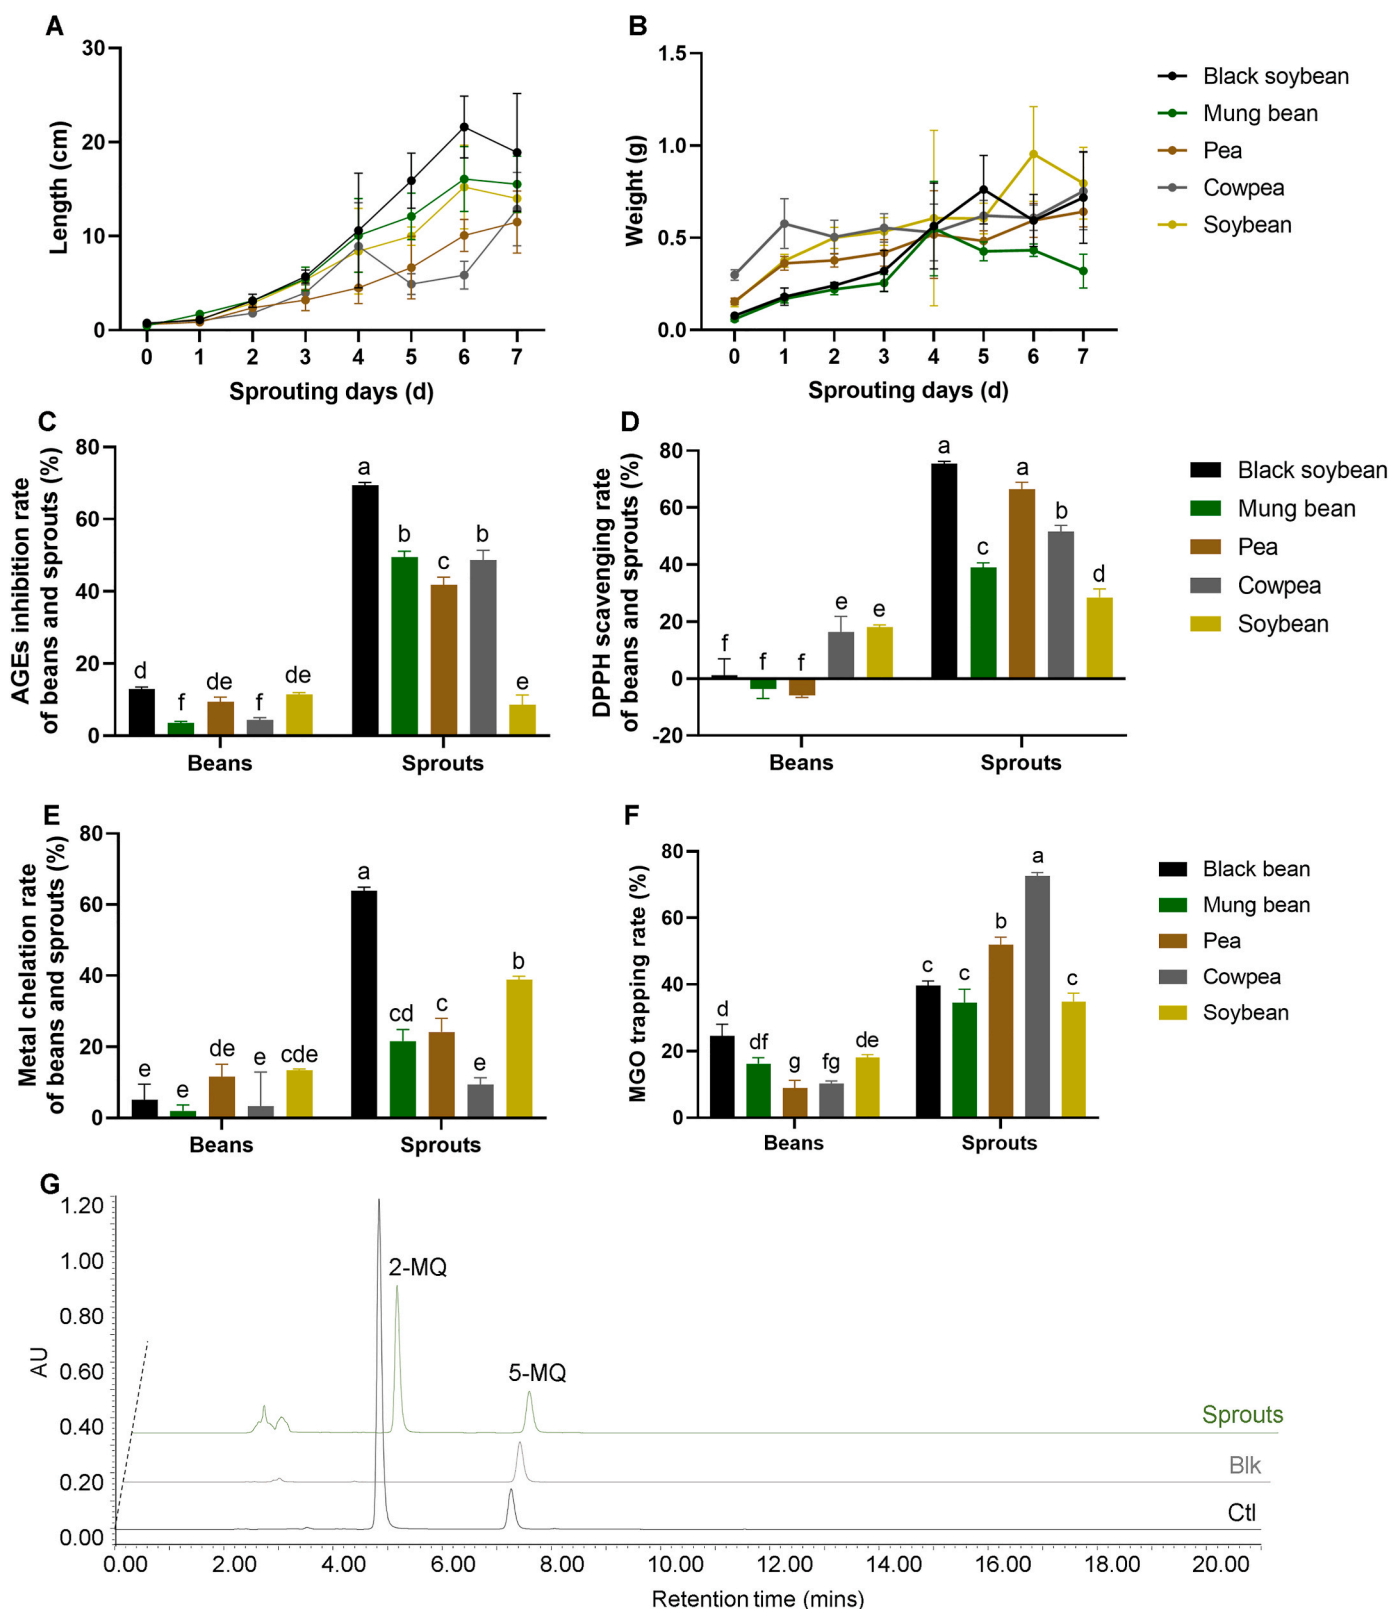 A
30
20
10
0
Length (cm)
0 1 2 3 4 5 6 7
Sprouting days (d)
B
1.5
1.0
0.5
0.0
Weight (g)
0 1 2 3 4 5 6 7
Sprouting days (d)
Black soybean
Mung bean
Pea
Cowpea
Soybean
C
AGEs inhibition rate
of beans and sprouts (%)
80
60
40
20
0
d f de f de
a b c b e
Beans Sprouts
D
DPPH scavenging rate
of beans and sprouts (%)
80
60
40
20
0
-20
f f f e e
a c a b d
Beans Sprouts
Black soybean
Mung bean
Pea
Cowpea
Soybean
E
Metal chelation rate
of beans and sprouts (%)
80
60
40
20
0
e e de e cde
a cd c e b
Beans Sprouts
F
MGO trapping rate (%)
80
60
40
20
0
d df g fg de
c c b a c
Beans Sprouts
Black bean
Mung bean
Pea
Cowpea
Soybean
G
AU
1.20
1.00
0.80
0.60
0.40
0.20
0.00
2-MQ
5-MQ
Sprouts
Blk
Ctl
0.00 2.00 4.00 6.00 8.00 10.00 12.00 14.00 16.00 18.00 20.00
Retention time (mins)